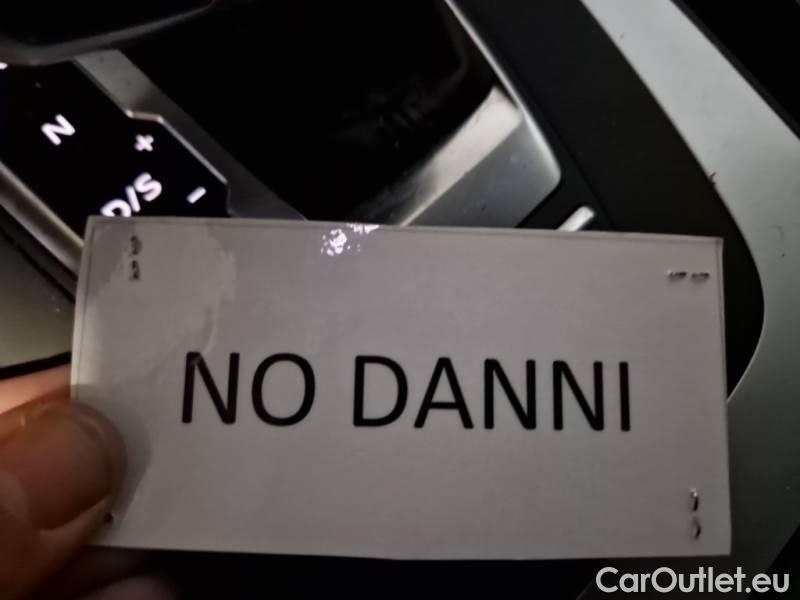 N
+
D/S
-
NO DANNI
CarOutlet.eu